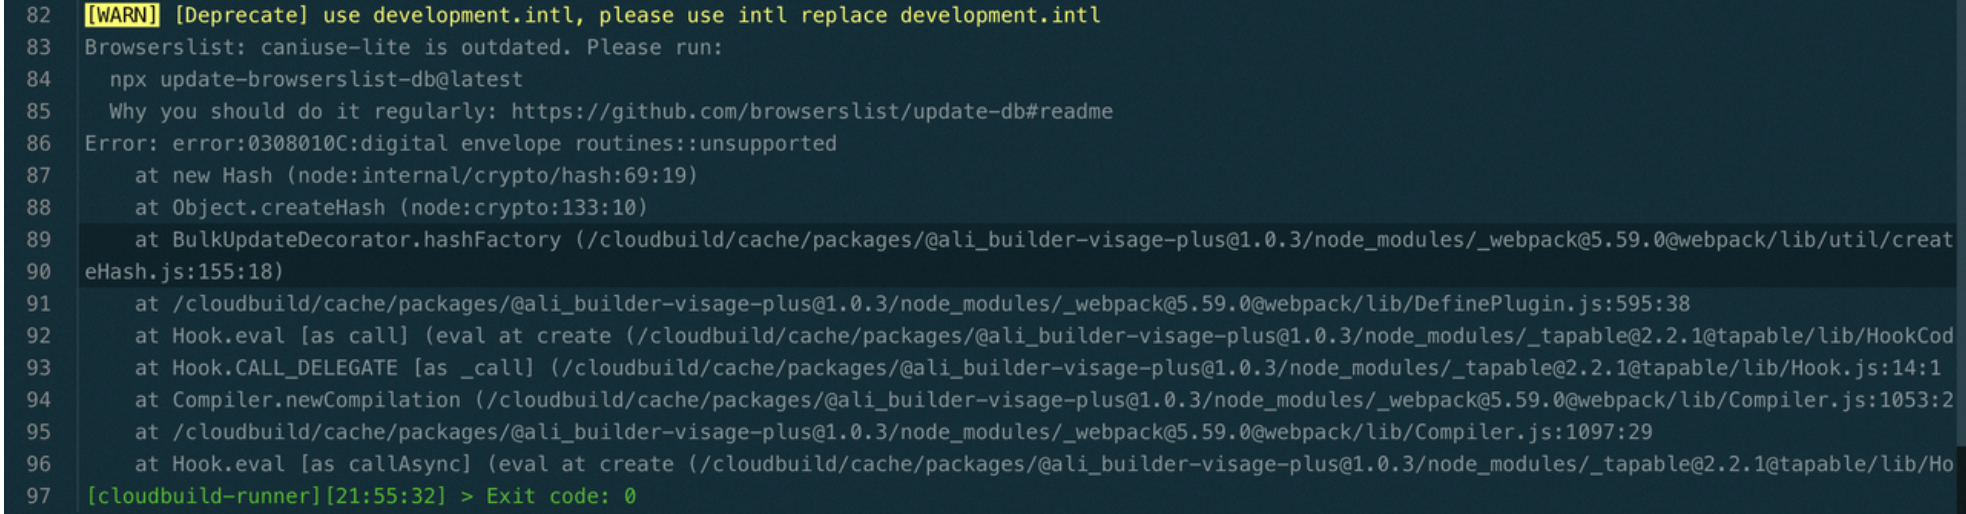 82 [WARN] [Deprecate] use development.intl, please use intl replace development.intl
83 Browserslist: caniuse-lite is outdated. Please run:
84   npx update-browserslist-db@latest
85   Why you should do it regularly: https://github.com/browserslist/update-db#readme
86 Error: error:0308010C:digital envelope routines::unsupported
87     at new Hash (node:internal/crypto/hash:69:19)
88     at Object.createHash (node:crypto:133:10)
89     at BulkUpdateDecorator.hashFactory (/cloudbuild/cache/packages/@ali_builder-visage-plus@1.0.3/node_modules/_webpack@5.59.0@webpack/lib/util/creat
90 eHash.js:155:18)
91     at /cloudbuild/cache/packages/@ali_builder-visage-plus@1.0.3/node_modules/_webpack@5.59.0@webpack/lib/DefinePlugin.js:595:38
92     at Hook.eval [as call] (eval at create (/cloudbuild/cache/packages/@ali_builder-visage-plus@1.0.3/node_modules/_tapable@2.2.1@tapable/lib/HookCod
93     at Hook.CALL_DELEGATE [as _call] (/cloudbuild/cache/packages/@ali_builder-visage-plus@1.0.3/node_modules/_tapable@2.2.1@tapable/lib/Hook.js:14:1
94     at Compiler.newCompilation (/cloudbuild/cache/packages/@ali_builder-visage-plus@1.0.3/node_modules/_webpack@5.59.0@webpack/lib/Compiler.js:1053:2
95     at /cloudbuild/cache/packages/@ali_builder-visage-plus@1.0.3/node_modules/_webpack@5.59.0@webpack/lib/Compiler.js:1097:29
96     at Hook.eval [as callAsync] (eval at create (/cloudbuild/cache/packages/@ali_builder-visage-plus@1.0.3/node_modules/_tapable@2.2.1@tapable/lib/Ho
97 [cloudbuild-runner][21:55:32] > Exit code: 0